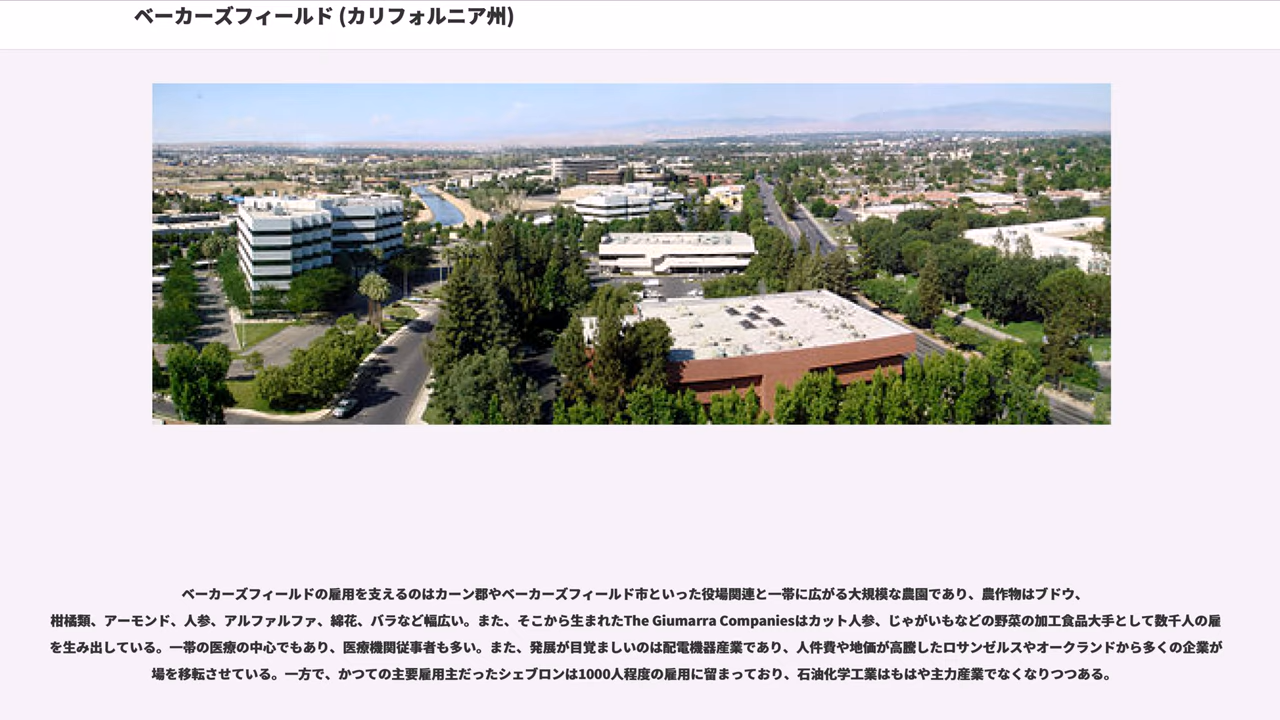 ベーカーズフィールド (カリフォルニア州)
ベーカーズフィールドの雇用を支えるのはカーン郡やベーカーズフィールド市といった役場関連と一帯に広がる大規模な農園であり、農作物はブドウ、
柑橘類、アーモンド、人参、アルファルファ、綿花、バラなど幅広い。また、そこから生まれたThe Giumarra Companiesはカット人参、じゃがいもなどの野菜の加工食品大手として数千人の雇
を生み出している。一帯の医療の中心でもあり、医療機関従事者も多い。また、発展が目覚ましいのは配電機器産業であり、人件費や地価が高騰したロサンゼルスやオークランドから多くの企業が
場を移転させている。一方で、かつての主要雇用主だったシェブロンは1000人程度の雇用に留まっており、石油化学工業はもはや主力産業でなくなりつつある。